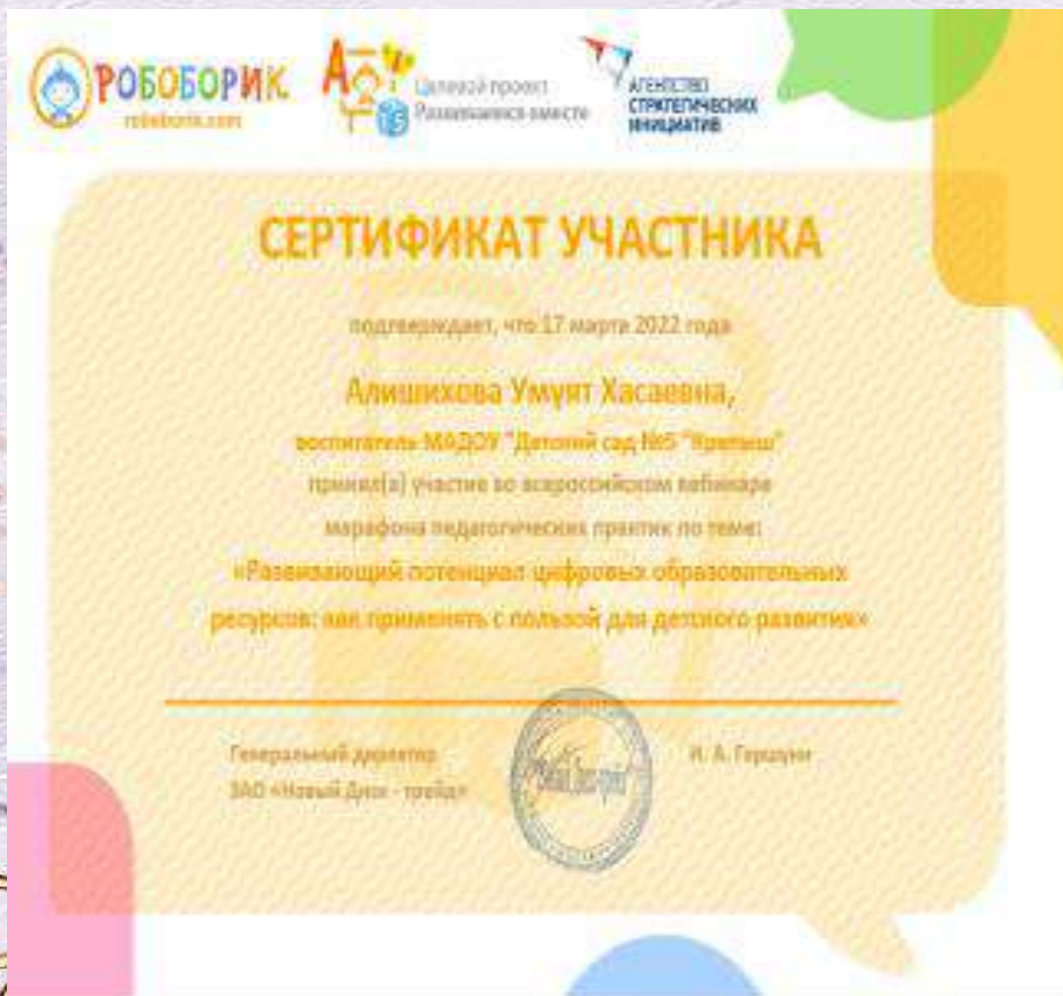 РОБОБОРИК
roboborik.com
Целевой проект
Развиваемся вместе
АГЕНТСТВО
СТРАТЕГИЧЕСКИХ
ИНИЦИАТИВ
СЕРТИФИКАТ УЧАСТНИКА
подтверждает, что 17 марта 2022 года
Алишихова Умуят Хасаевна,
воспитатель МАДОУ "Детский сад №5 "Крепыш"
принял(а) участие во всероссийском вебинаре
марафона педагогических практик по теме:
«Развивающий потенциал цифровых образовательных
ресурсов: как применять с пользой для детского развития»
Генеральный директор
ЗАО «Новый Диск - трейд»
И. А. Гершуни